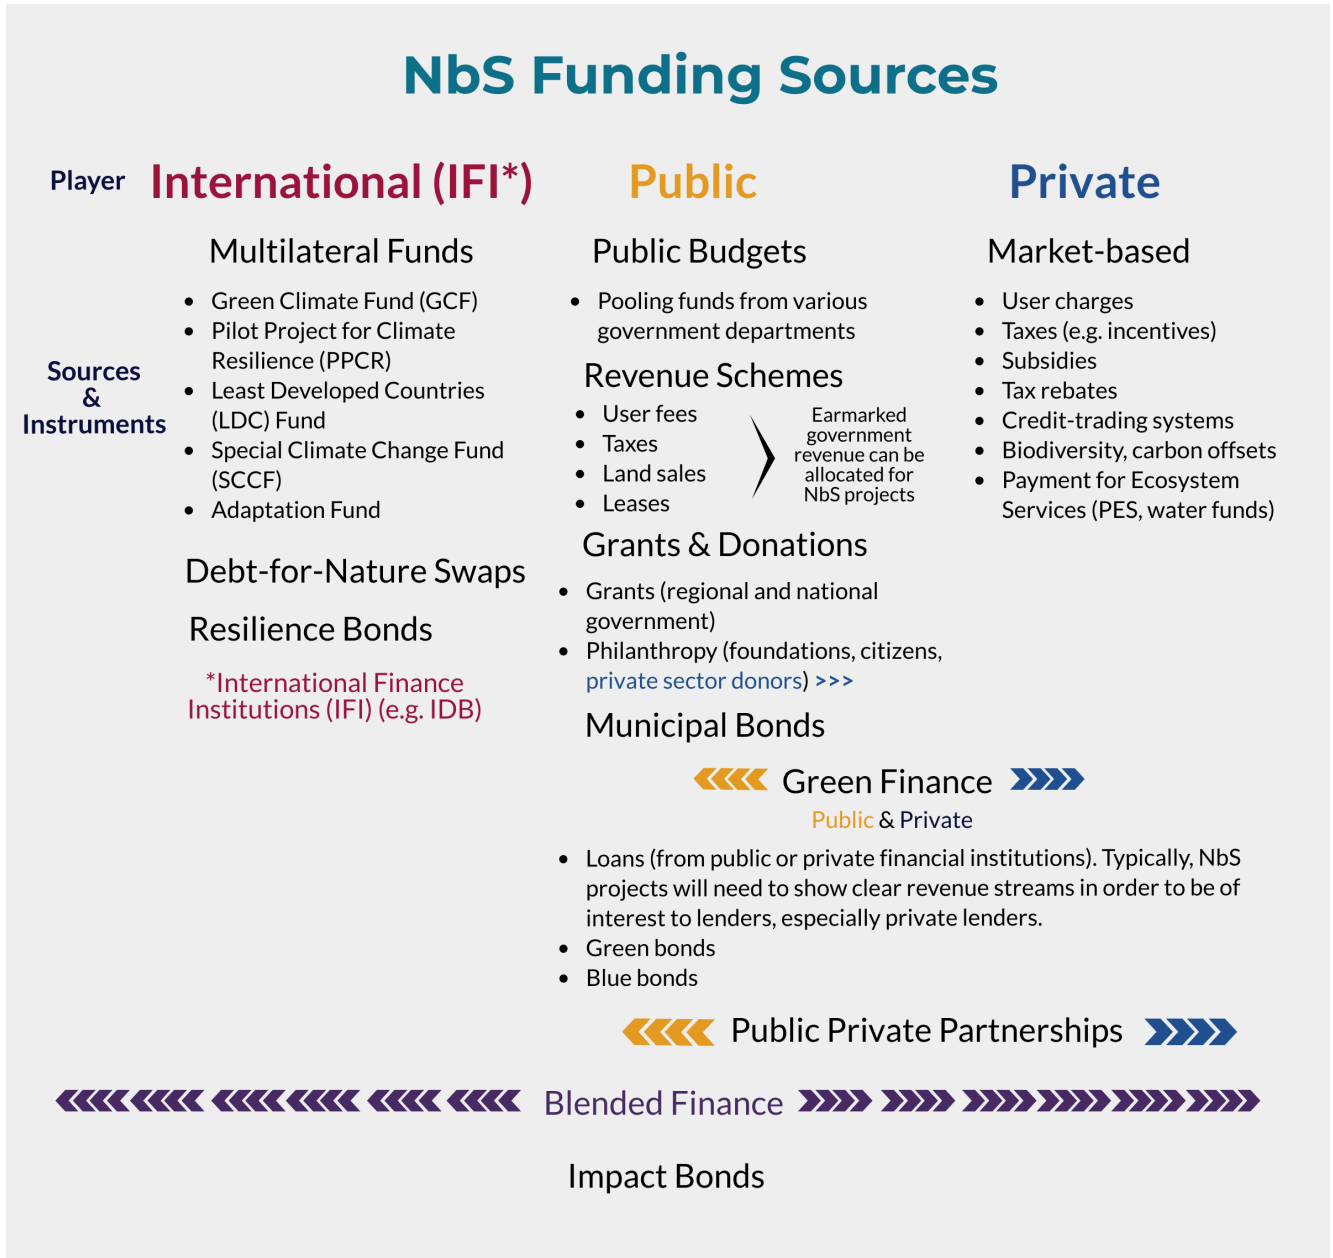 NbS Funding Sources
Player
International (IFI*)
Public
Private
Sources
&
Instruments
Multilateral Funds
• Green Climate Fund (GCF)
• Pilot Project for Climate
Resilience (PPCR)
• Least Developed Countries
(LDC) Fund
• Special Climate Change Fund
(SCCF)
• Adaptation Fund
Debt-for-Nature Swaps
Resilience Bonds
*International Finance
Institutions (IFI) (e.g. IDB)
Public Budgets
• Pooling funds from various
government departments
Revenue Schemes
• User fees
• Taxes
• Land sales
• Leases
Earmarked
government
revenue can be
allocated for
NbS projects
Grants & Donations
• Grants (regional and national
government)
• Philanthropy (foundations, citizens,
private sector donors) >>>
Municipal Bonds
Market-based
• User charges
• Taxes (e.g. incentives)
• Subsidies
• Tax rebates
• Credit-trading systems
• Biodiversity, carbon offsets
• Payment for Ecosystem
Services (PES, water funds)
Green Finance
Public & Private
• Loans (from public or private financial institutions). Typically, NbS
projects will need to show clear revenue streams in order to be of
interest to lenders, especially private lenders.
• Green bonds
• Blue bonds
Public Private Partnerships
Blended Finance
Impact Bonds